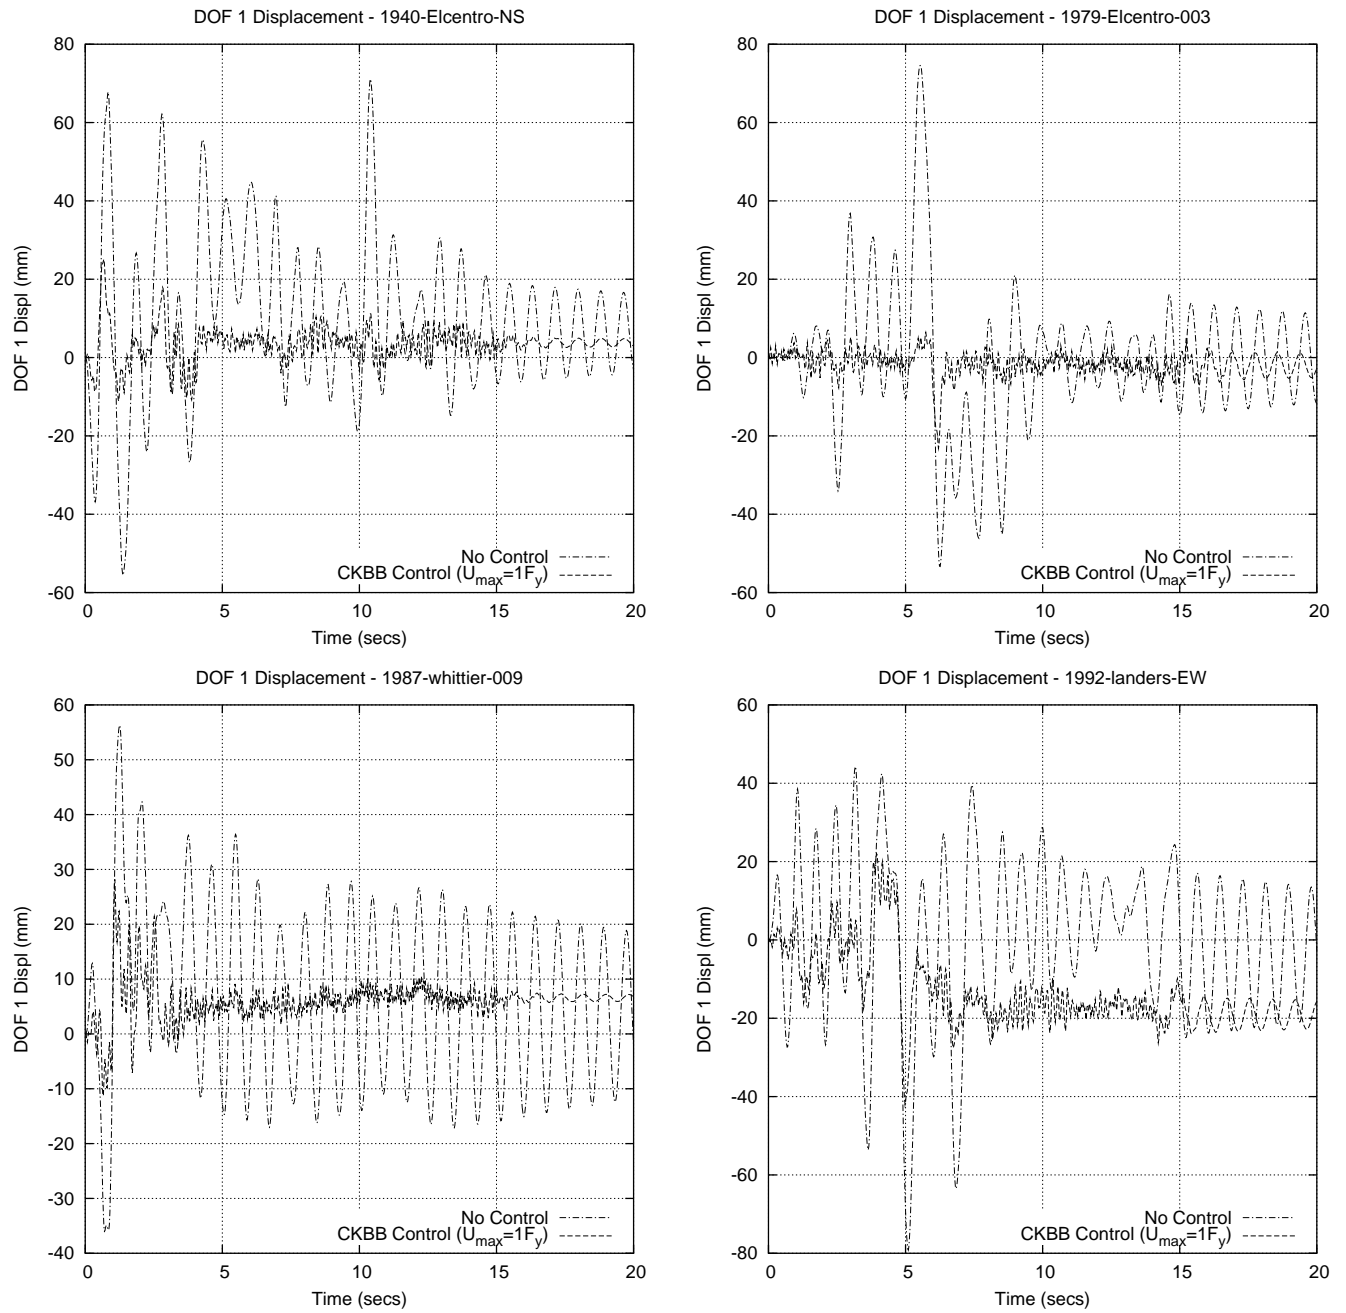 DOF 1 Displacement - 1940-Elcentro-NS
80
60
40
20
0
-20
-40
-60
DOF 1 Displ (mm)
No Control
CKBB Control (Umax=1Fy)
0 5 10 15 20
Time (secs)
DOF 1 Displacement - 1979-Elcentro-003
80
60
40
20
0
-20
-40
-60
DOF 1 Displ (mm)
No Control
CKBB Control (Umax=1Fy)
0 5 10 15 20
Time (secs)
DOF 1 Displacement - 1987-whittier-009
60
50
40
30
20
10
0
-10
-20
-30
-40
DOF 1 Displ (mm)
No Control
CKBB Control (Umax=1Fy)
0 5 10 15 20
Time (secs)
DOF 1 Displacement - 1992-landers-EW
60
40
20
0
-20
-40
-60
-80
DOF 1 Displ (mm)
No Control
CKBB Control (Umax=1Fy)
0 5 10 15 20
Time (secs)